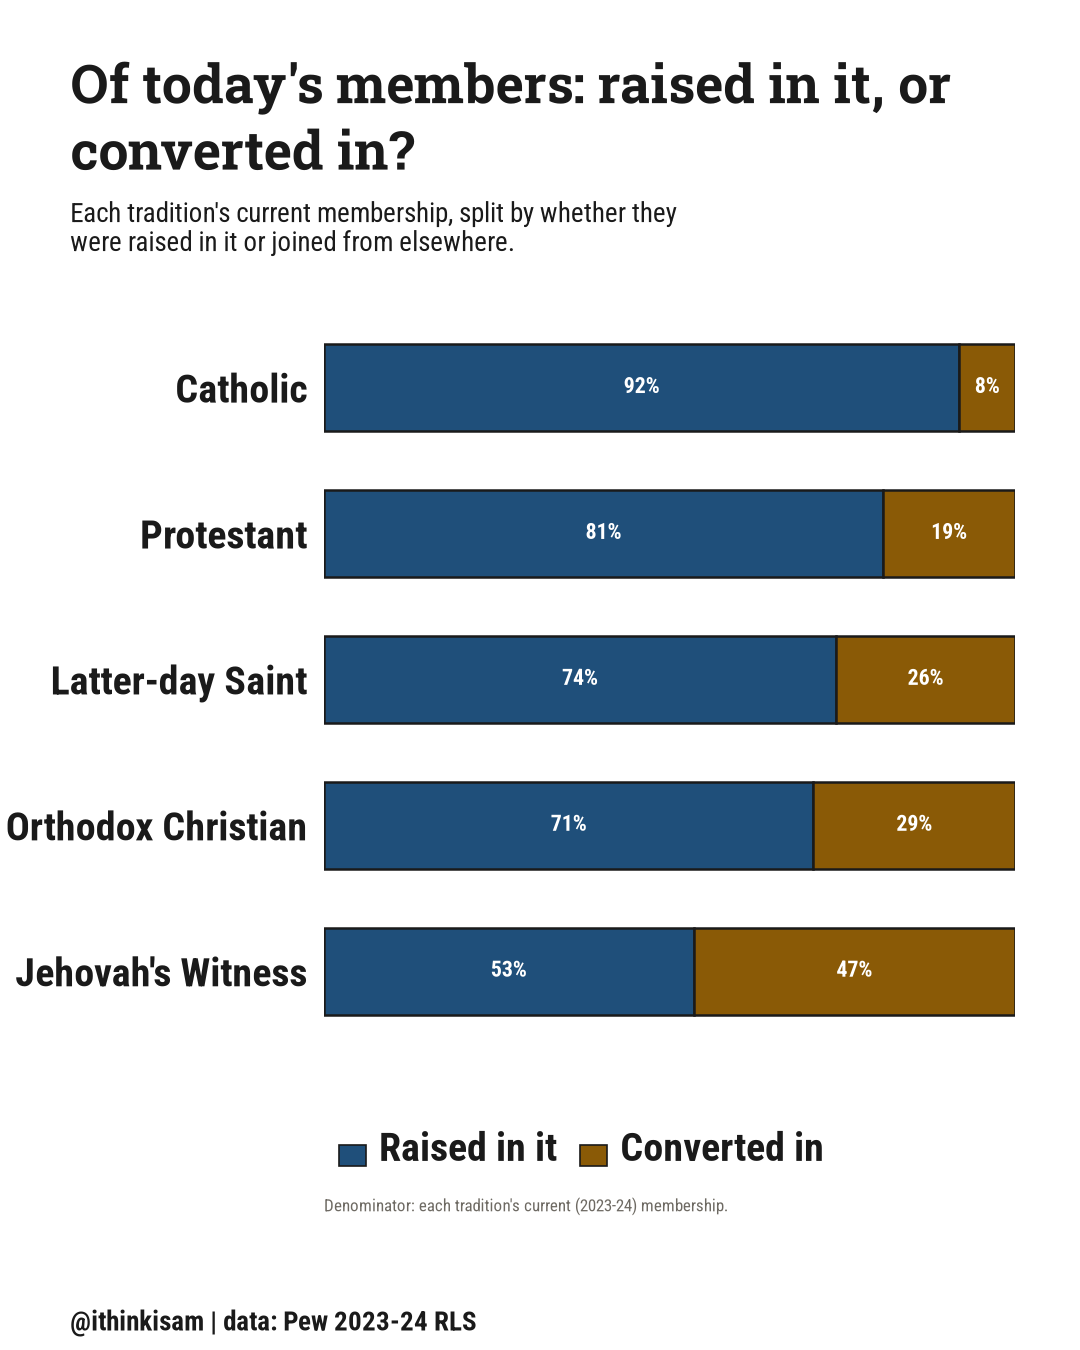 Of today's members: raised in it, or
converted in?
Each tradition's current membership, split by whether they
were raised in it or joined from elsewhere.
Catholic 92% 8%
Protestant 81% 19%
Latter-day Saint 74% 26%
Orthodox Christian 71% 29%
Jehovah's Witness 53% 47%
Raised in it Converted in
Denominator: each tradition's current (2023-24) membership.
@ithinkisam | data: Pew 2023-24 RLS